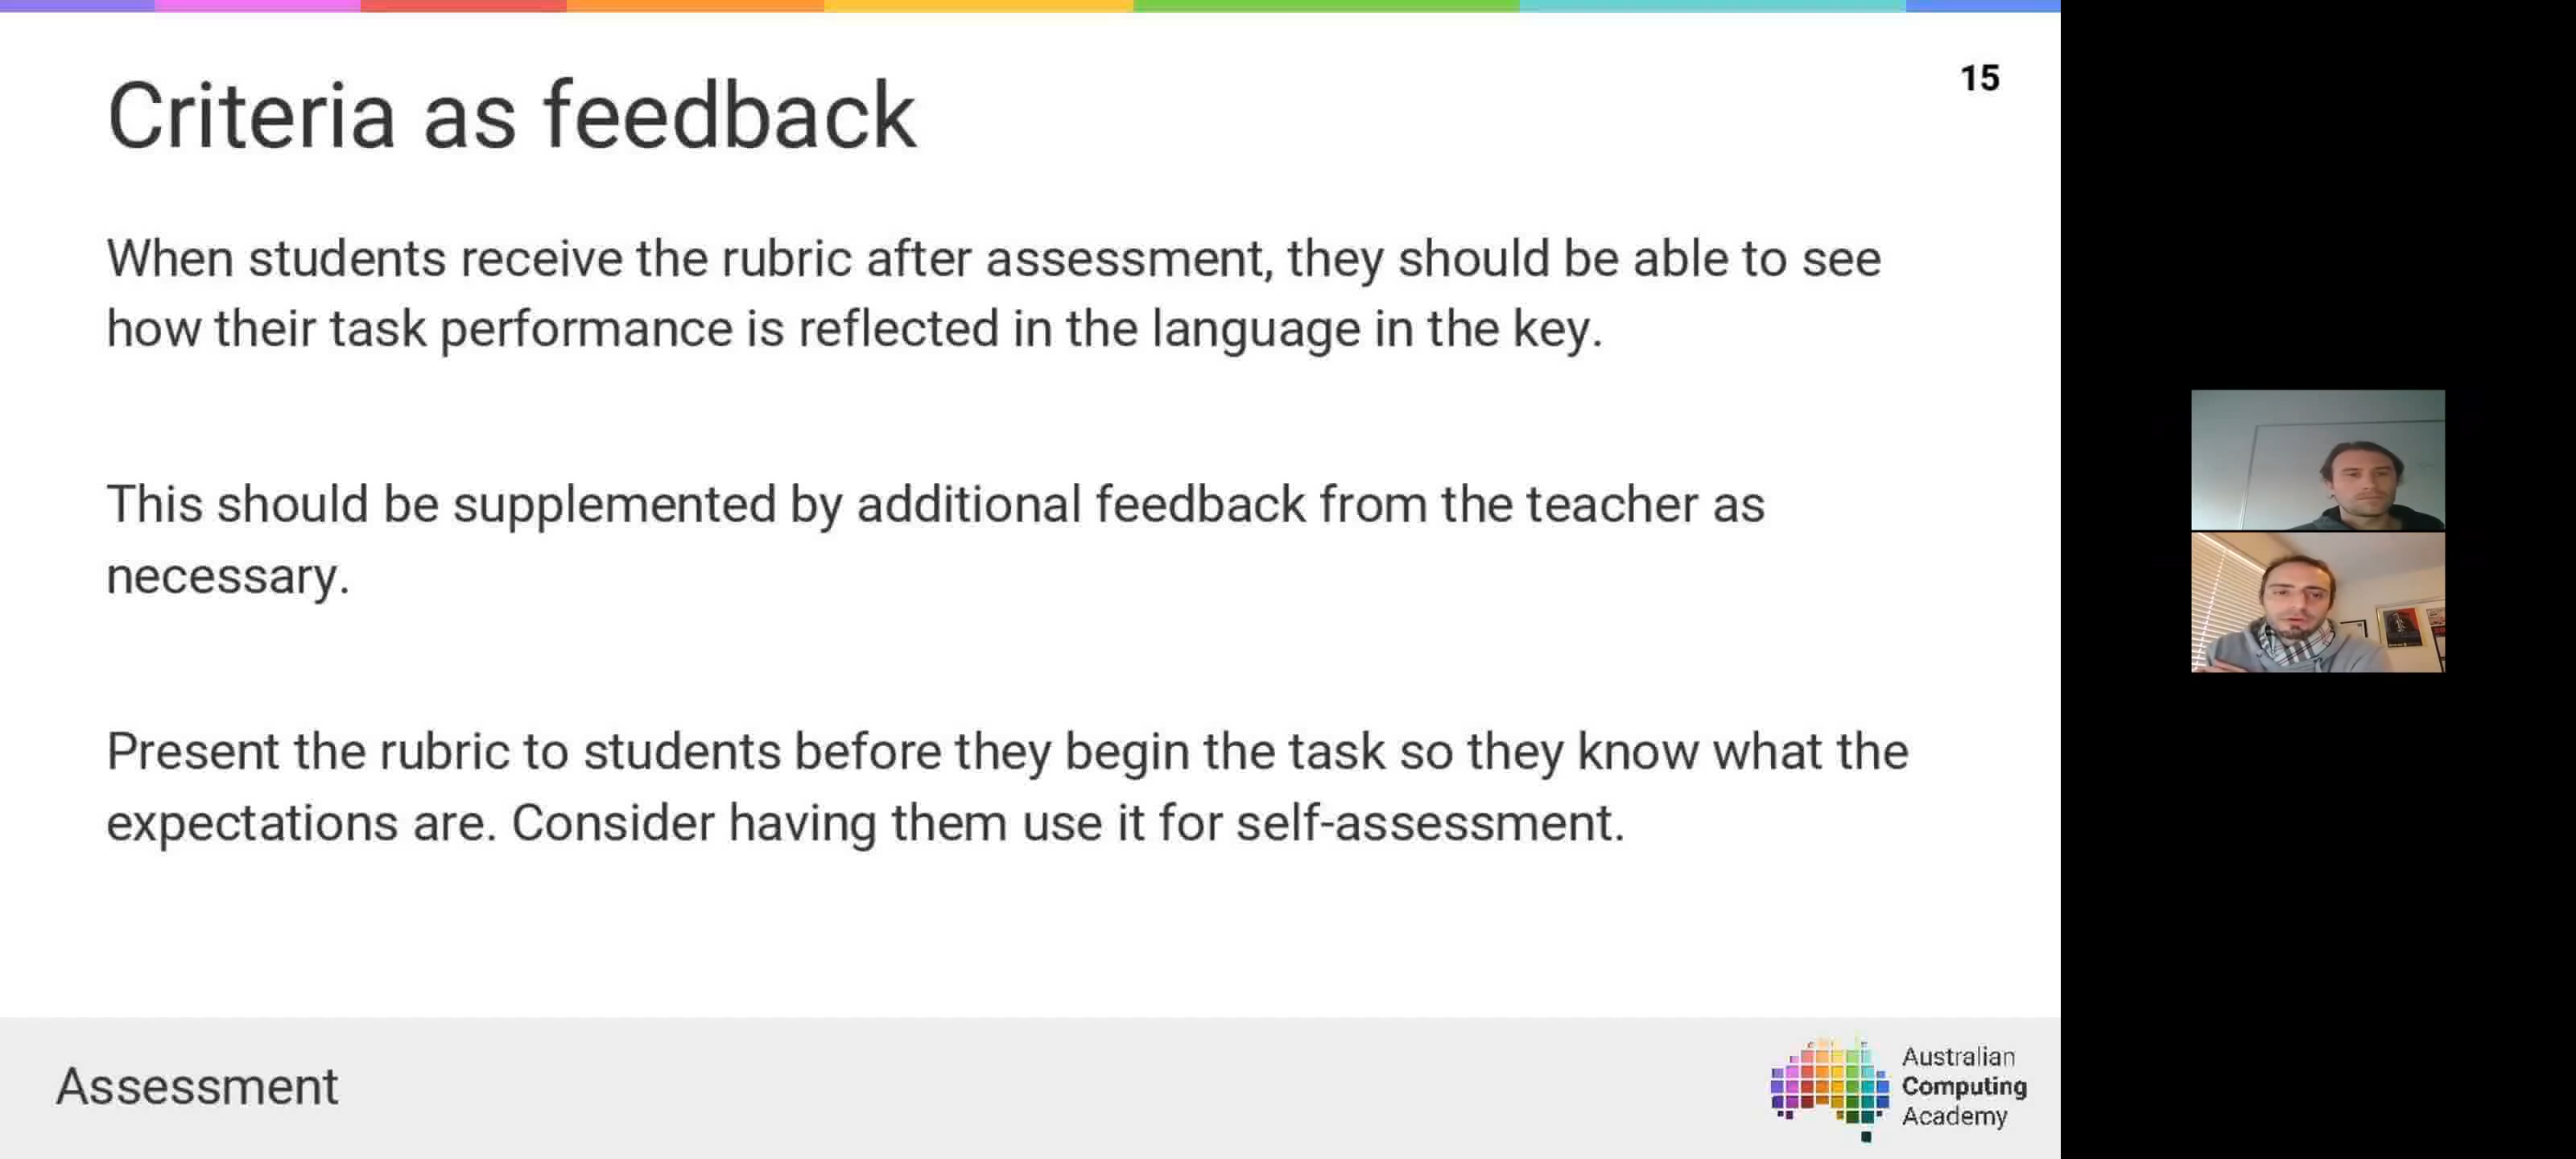 15
Criteria as feedback
When students receive the rubric after assessment, they should be able to see
how their task performance is reflected in the language in the key.
This should be supplemented by additional feedback from the teacher as
necessary.
Present the rubric to students before they begin the task so they know what the
expectations are. Consider having them use it for self-assessment.
Assessment
Australian
Computing
Academy